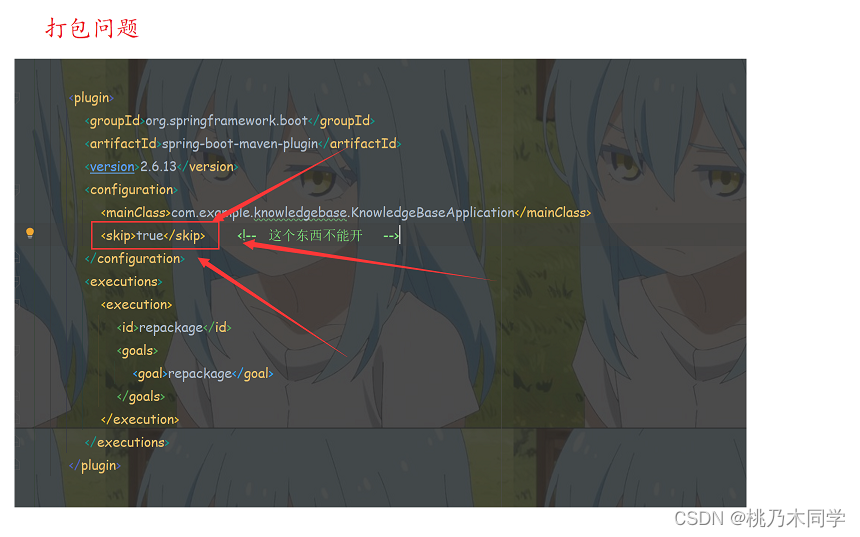 打包问题
<plugin>
<groupId>org.springframework.boot</groupId>
<artifactId>spring-boot-maven-plugin</artifactId>
<version>2.6.13</version>
<configuration>
<mainClass>com.example.knowledgebase.KnowledgeBaseApplication</mainClass>
<skip>true</skip> <!-- 这个东西不能开 -->
</configuration>
<executions>
<execution>
<id>repackage</id>
<goals>
<goal>repackage</goal>
</goals>
</execution>
</executions>
</plugin>
CSDN @桃乃木同学